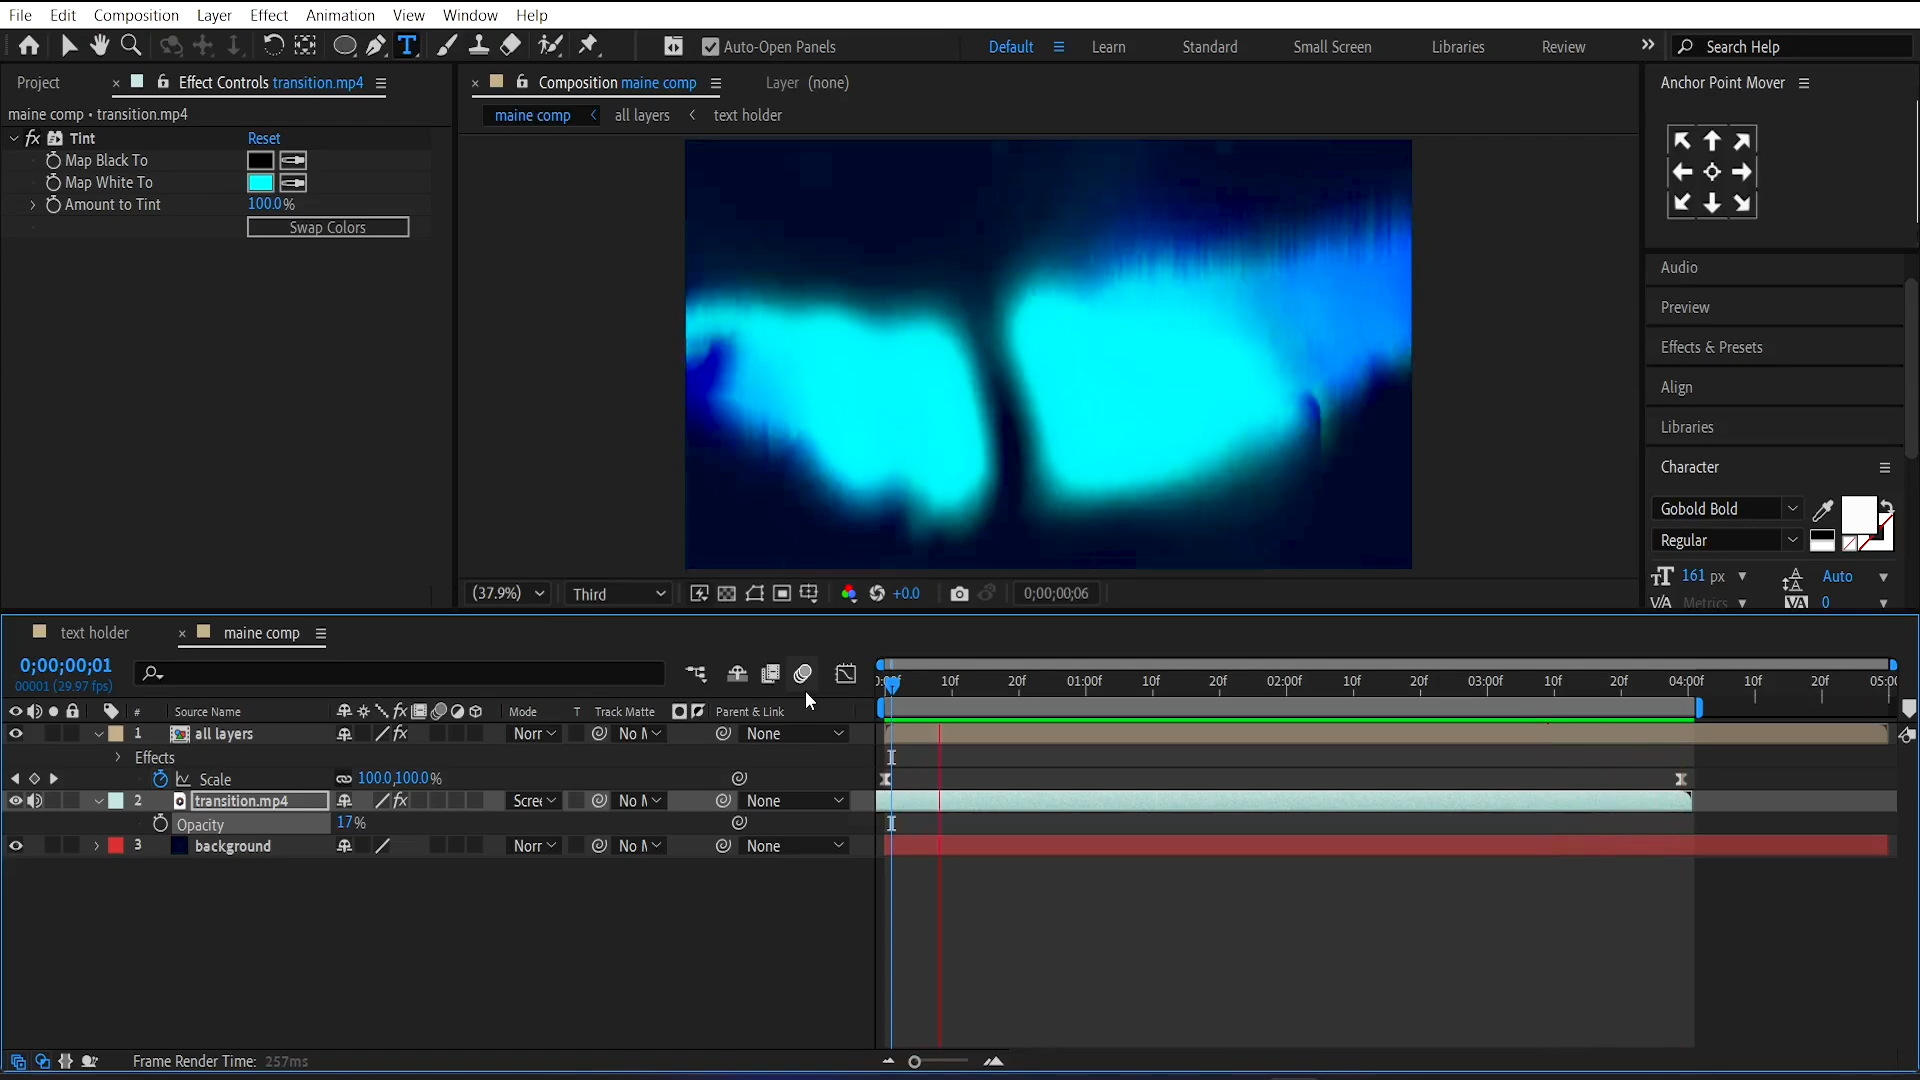 File Edit Composition Layer Effect Animation View Window Help
Auto-Open Panels Default Learn Standard Small Screen Libraries Review Search Help
Project Effect Controls transition.mp4 Composition maine comp Layer (none) Anchor Point Mover
maine comp • transition.mp4 maine comp all layers text holder
fx Tint Reset
Map Black To
Map White To
Amount to Tint 100.0%
Swap Colors
Audio
Preview
Effects & Presets
Align
Libraries
Character
Gobold Bold
Regular
161 px Auto
Metrics 0
(37.9%) Third +0.0 0;00;00;06
text holder maine comp
0;00;00;01
00001 (29.97 fps)
10f 20f 01:00f 10f 20f 02:00f 10f 20f 03:00f 10f 20f 04:00f 10f 20f
# Source Name fx Mode T Track Matte Parent & Link
1 all layers fx Norr No M None
Effects
Scale 100.0,100.0%
2 transition.mp4 fx Scre No M None
Opacity 17%
3 background Norr No M None
Frame Render Time: 257ms